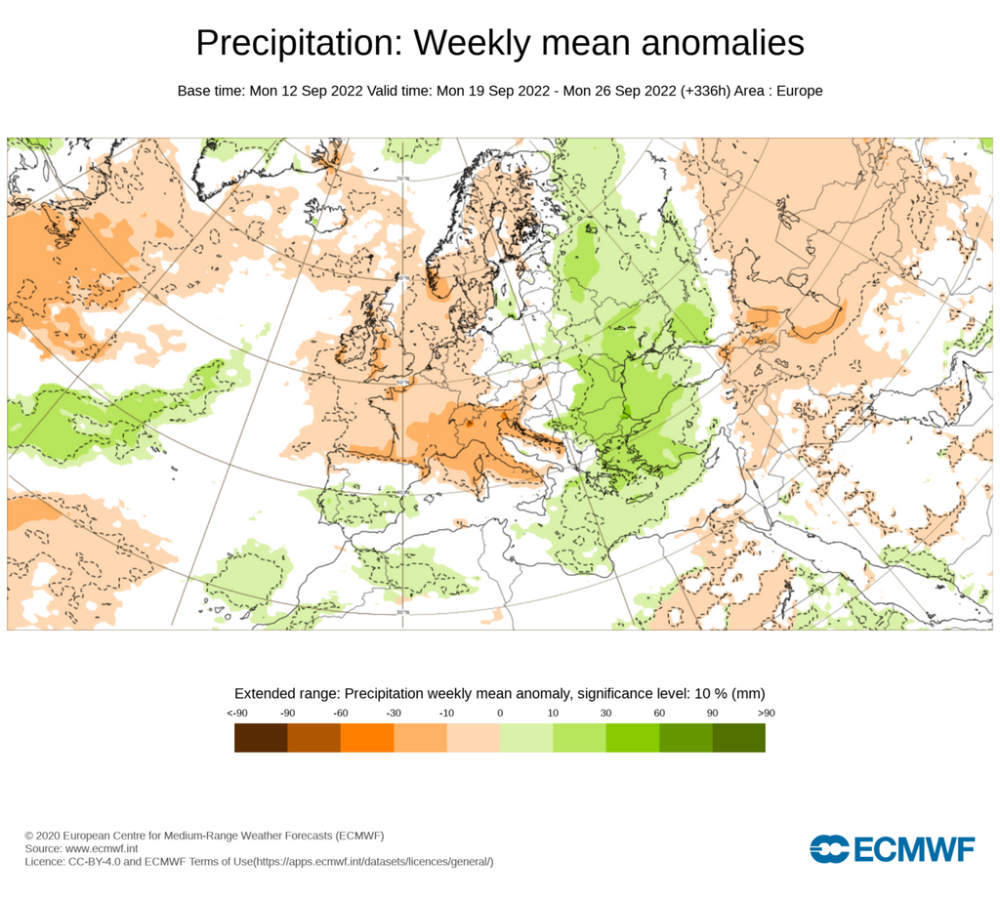 Precipitation: Weekly mean anomalies
Base time: Mon 12 Sep 2022 Valid time: Mon 19 Sep 2022 - Mon 26 Sep 2022 (+336h) Area : Europe
70°N
50°N
30°N
Extended range: Precipitation weekly mean anomaly, significance level: 10 % (mm)
<-90 -90 -60 -30 -10 0 10 30 60 90 >90
© 2020 European Centre for Medium-Range Weather Forecasts (ECMWF)
Source: www.ecmwf.int
Licence: CC-BY-4.0 and ECMWF Terms of Use(https://apps.ecmwf.int/datasets/licences/general/)
ECMWF